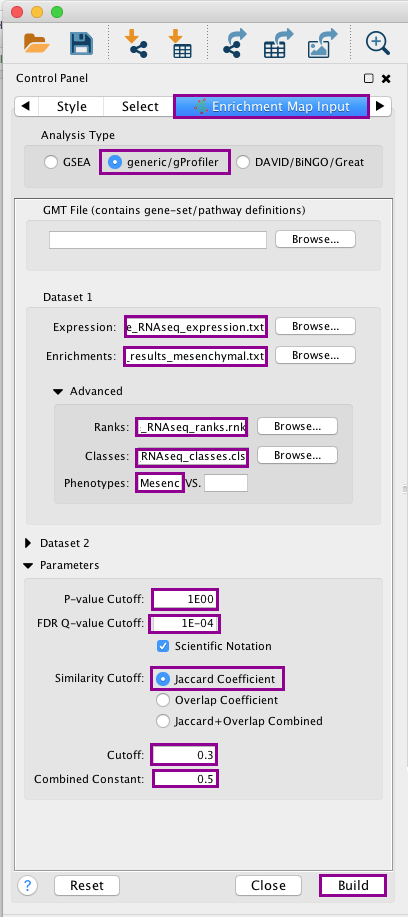 Control Panel
Style Select Enrichment Map Input
Analysis Type
GSEA generic/gProfiler DAVID/BiNGO/Great
GMT File (contains gene-set/pathway definitions)
Browse...
Dataset 1
Expression: e_RNAseq_expression.txt Browse...
Enrichments: _results_mesenchymal.txt Browse...
Advanced
Ranks: _RNAseq_ranks.rnk Browse...
Classes: RNAseq_classes.cls Browse...
Phenotypes: Mesenc VS.
Dataset 2
Parameters
P-value Cutoff: 1E00
FDR Q-value Cutoff: 1E-04
Scientific Notation
Similarity Cutoff: Jaccard Coefficient
Overlap Coefficient
Jaccard+Overlap Combined
Cutoff: 0.3
Combined Constant: 0.5
? Reset Close Build